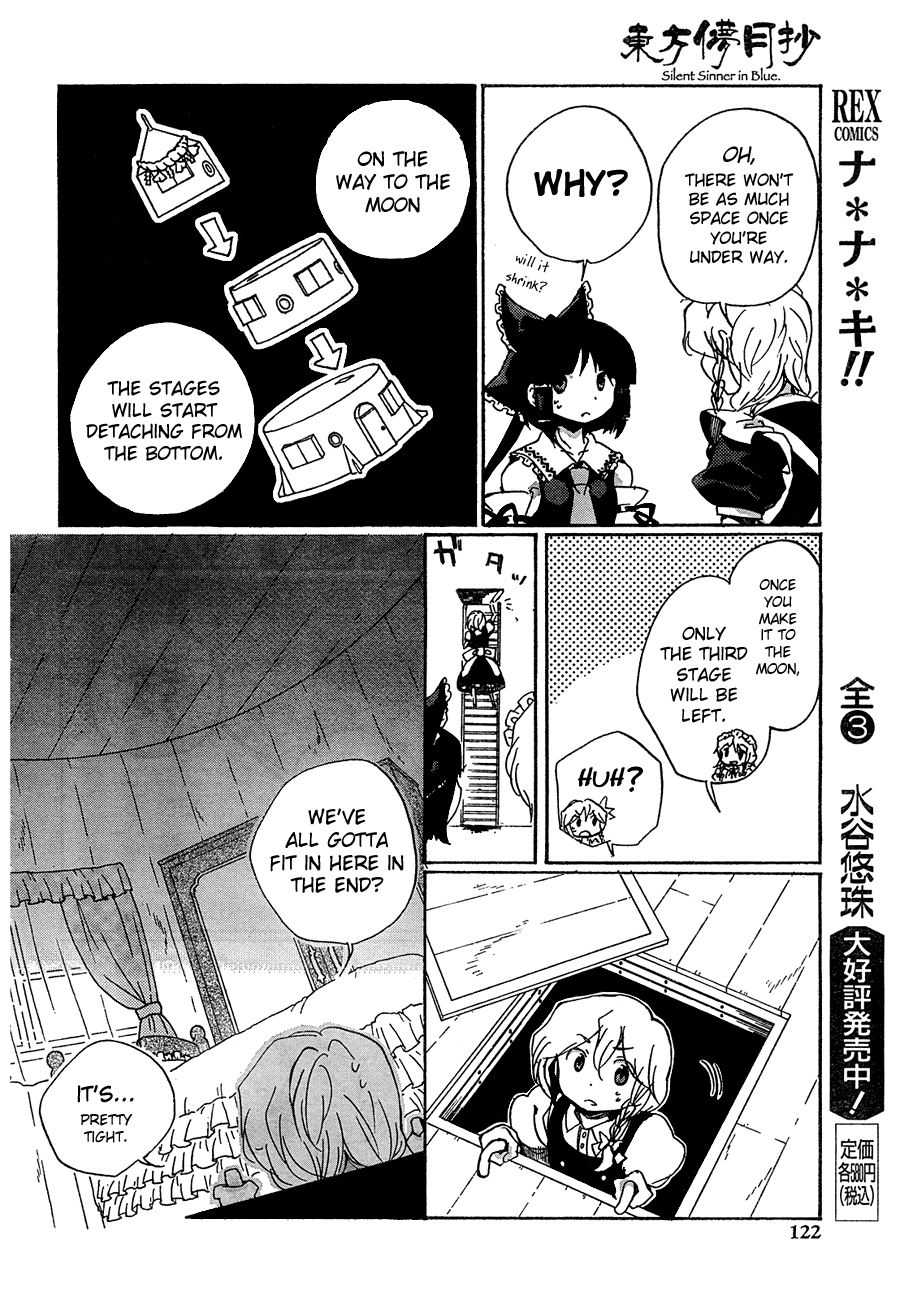 東方儚月抄
Silent Sinner in Blue.
OH,
THERE WON'T
BE AS MUCH
SPACE ONCE
YOU'RE
UNDER WAY.
WHY?
will it
shrink?
ON THE
WAY TO THE
MOON
THE STAGES
WILL START
DETACHING FROM
THE BOTTOM.
ONCE
YOU
MAKE
IT TO
THE
MOON,
ONLY
THE THIRD
STAGE
WILL BE
LEFT.
HUH?
ガタッ
WE'VE
ALL GOTTA
FIT IN HERE IN
THE END?
IT'S...
PRETTY
TIGHT.
122
REX
COMICS
ナ*ナ*キ!!
全❸
水谷悠珠
大好評発売中!
定価
各580円
(税込)